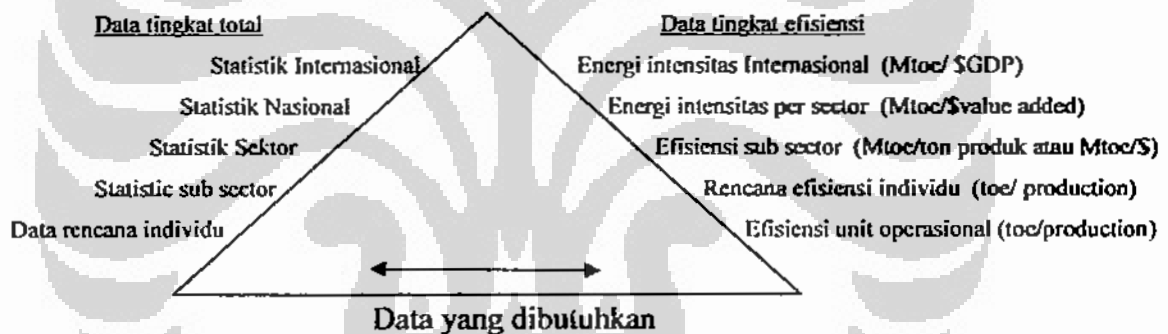 Data tingkat total
Statistik Internasional
Statistik Nasional
Statistik Sektor
Statistic sub sector
Data rencana individu
Data tingkat efisiensi
Energi intensitas Internasional (Mtoe/ $GDP)
Energi intensitas per sector (Mtoe/$value added)
Efisiensi sub sector (Mtoe/ton produk atau Mtoe/$)
Rencana efisiensi individu (toe/ production)
Efisiensi unit operasional (toe/production)
Data yang dibutuhkan